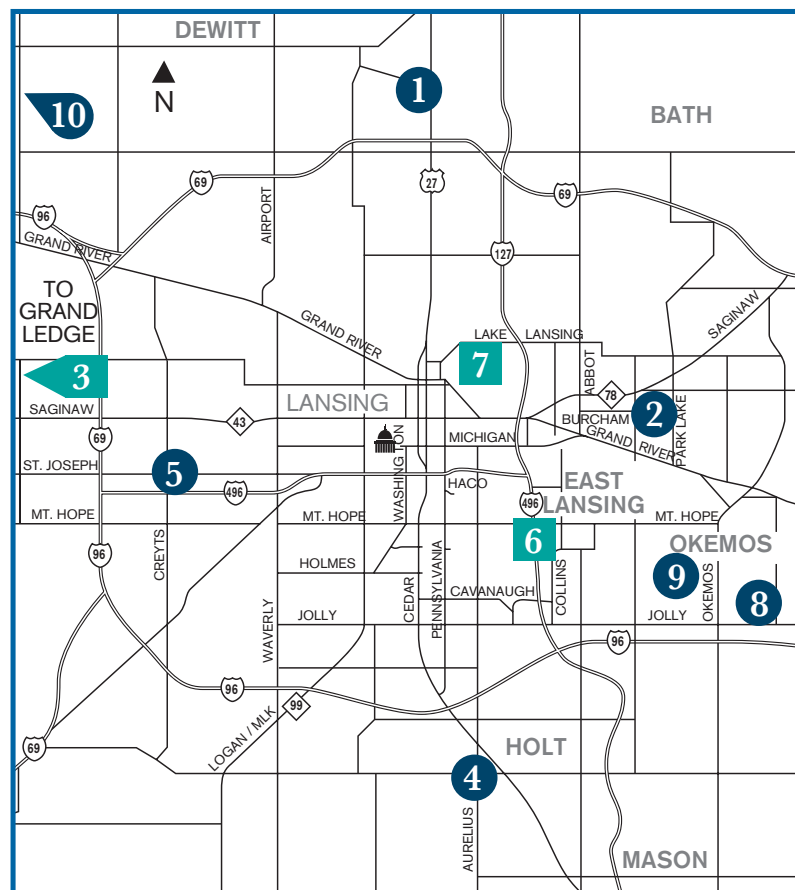 DEWITT
1
10
N
BATH
69
27
69
96
AIRPORT
GRAND RIVER
127
TO
GRAND
LEDGE
SAGINAW
GRAND RIVER
LAKE LANSING
7
ABBOT
3
78
LANSING
2
SAGINAW
43
BURCHAM
PARK LAKE
MICHIGAN
GRAND RIVER
69
WASHINGTON
ST. JOSEPH
5
HACO
EAST
LANSING
496
496
MT. HOPE
MT. HOPE
MT. HOPE
6
OKEMOS
96
CREYTS
HOLMES
9
CEDAR
PENNSYLVANIA
CAVANAUGH
COLLINS
OKEMOS
8
WAVERLY
JOLLY
JOLLY
96
96
99
LOGAN / MLK
69
HOLT
4
AURELIUS
MASON